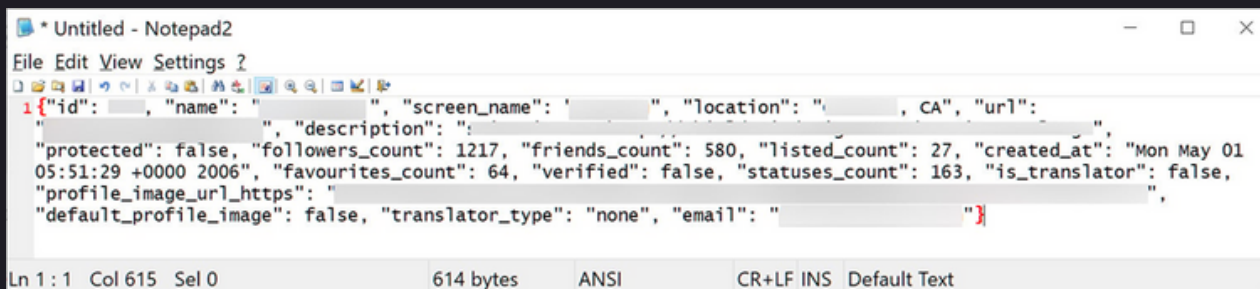 * Untitled - Notepad2
File Edit View Settings ?
1 {"id": , "name": " ", "screen_name": ' ", "location": " , CA", "url":
" ", "description": " ",
"protected": false, "followers_count": 1217, "friends_count": 580, "listed_count": 27, "created_at": "Mon May 01
05:51:29 +0000 2006", "favourites_count": 64, "verified": false, "statuses_count": 163, "is_translator": false,
"profile_image_url_https": " ",
"default_profile_image": false, "translator_type": "none", "email": " "}
Ln 1 : 1 Col 615 Sel 0 614 bytes ANSI CR+LF INS Default Text